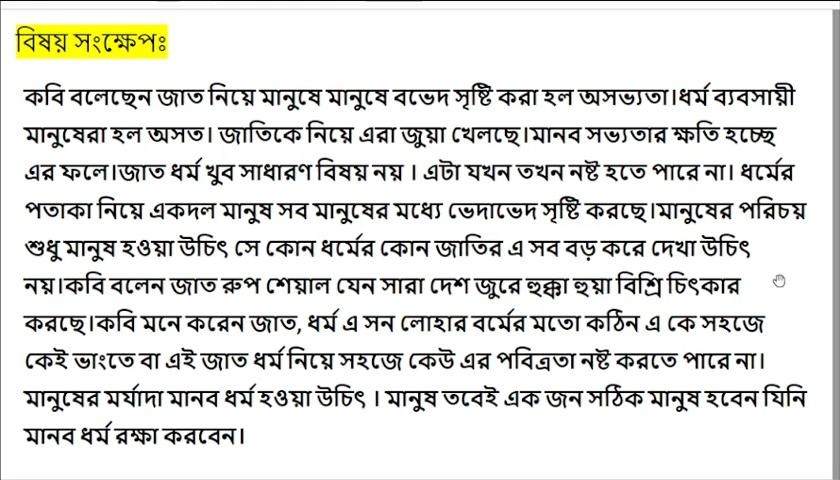 বিষয় সংক্ষেপঃ
কবি বলেছেন জাত নিয়ে মানুষে মানুষে বভেদ সৃষ্টি করা হল অসভ্যতা।ধর্ম ব্যবসায়ী
মানুষেরা হল অসত। জাতিকে নিয়ে এরা জুয়া খেলছে।মানব সভ্যতার ক্ষতি হচ্ছে
এর ফলে।জাত ধর্ম খুব সাধারণ বিষয় নয় । এটা যখন তখন নষ্ট হতে পারে না। ধর্মের
পতাকা নিয়ে একদল মানুষ সব মানুষের মধ্যে ভেদাভেদ সৃষ্টি করছে।মানুষের পরিচয়
শুধু মানুষ হওয়া উচিৎ সে কোন ধর্মের কোন জাতির এ সব বড় করে দেখা উচিৎ
নয়।কবি বলেন জাত রুপ শেয়াল যেন সারা দেশ জুরে হুক্কা হুয়া বিশ্রি চিৎকার
করছে।কবি মনে করেন জাত, ধর্ম এ সন লোহার বর্মের মতো কঠিন এ কে সহজে
কেই ভাংতে বা এই জাত ধর্ম নিয়ে সহজে কেউ এর পবিত্রতা নষ্ট করতে পারে না।
মানুষের মর্যাদা মানব ধর্ম হওয়া উচিৎ । মানুষ তবেই এক জন সঠিক মানুষ হবেন যিনি
মানব ধর্ম রক্ষা করবেন।